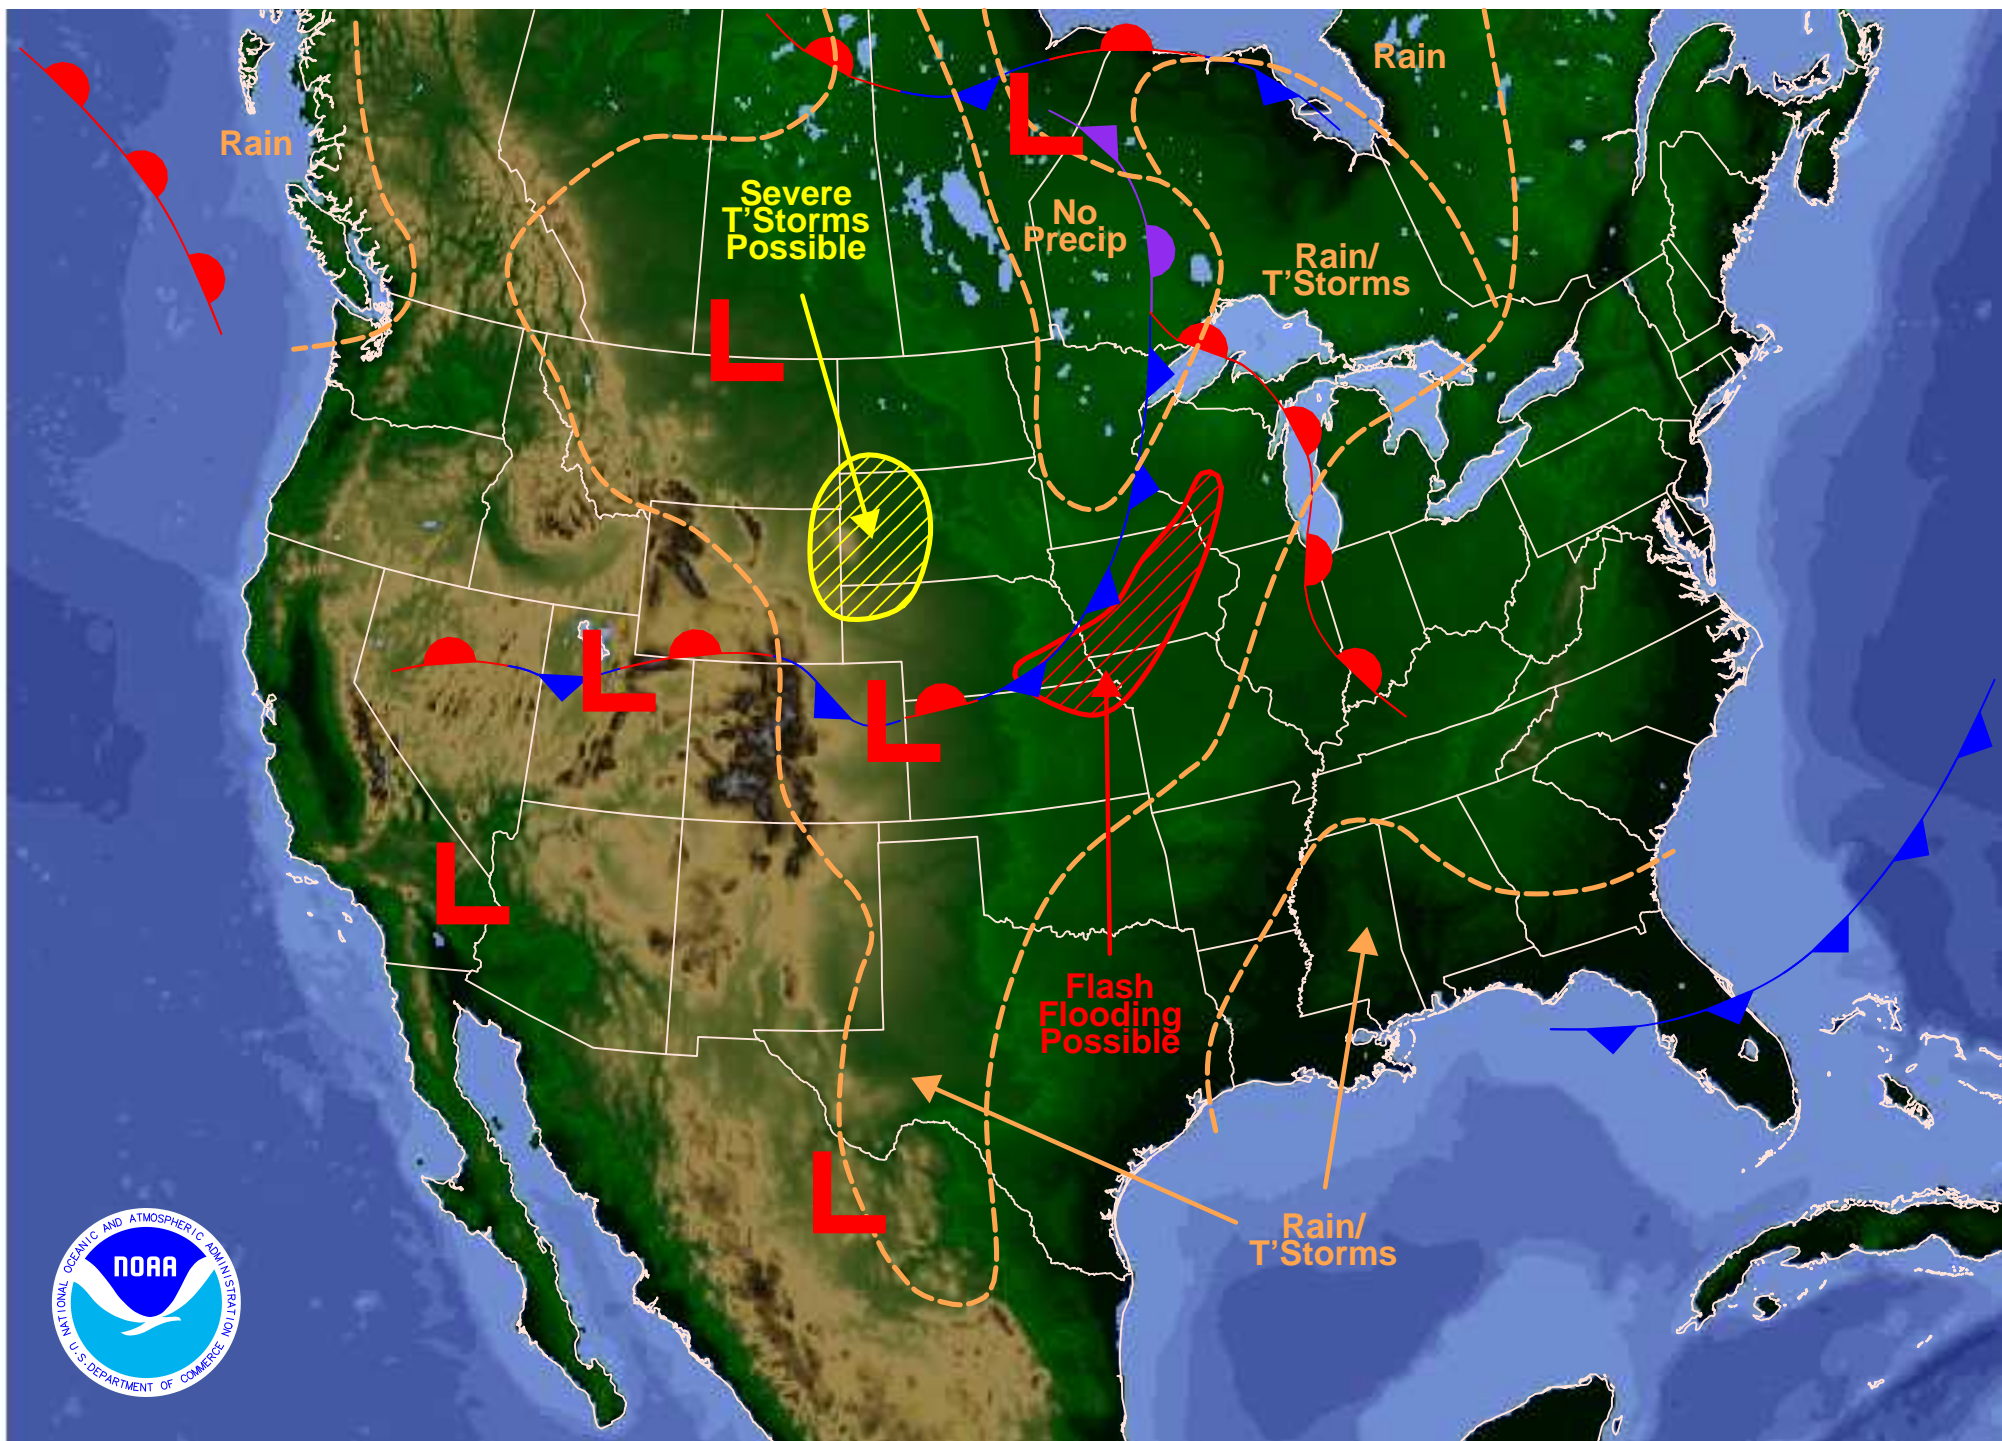 Rain
Rain
Severe
T'Storms
Possible
No
Precip
Rain/
T'Storms
L
L
L
L
L
L
Flash
Flooding
Possible
Rain/
T'Storms
NATIONAL OCEANIC AND ATMOSPHERIC ADMINISTRATION
NOAA
U.S. DEPARTMENT OF COMMERCE